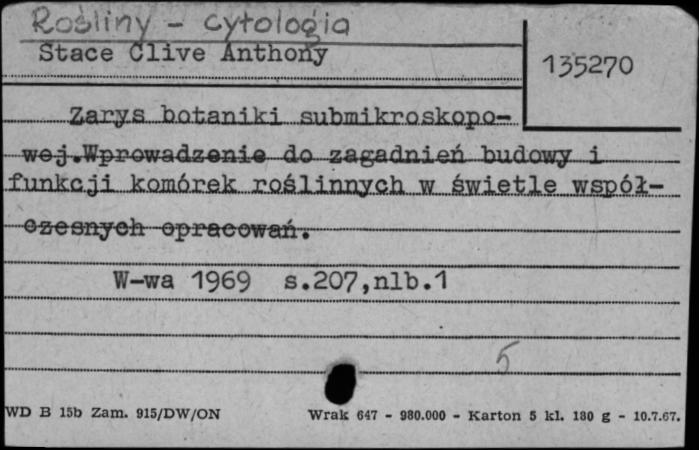 Rośliny - cytologia
Stace Clive Anthony
135270
Zarys botaniki submikroskopo-
wej.Wprowadzenie do zagadnień budowy i
funkcji komórek roślinnych w świetle współ-
czesnych opracowań.
W-wa 1969 s.207,nlb.1
5
WD B 15b Zam. 915/DW/ON
Wrak 647 - 980.000 - Karton 5 kl. 180 g - 10.7.67.